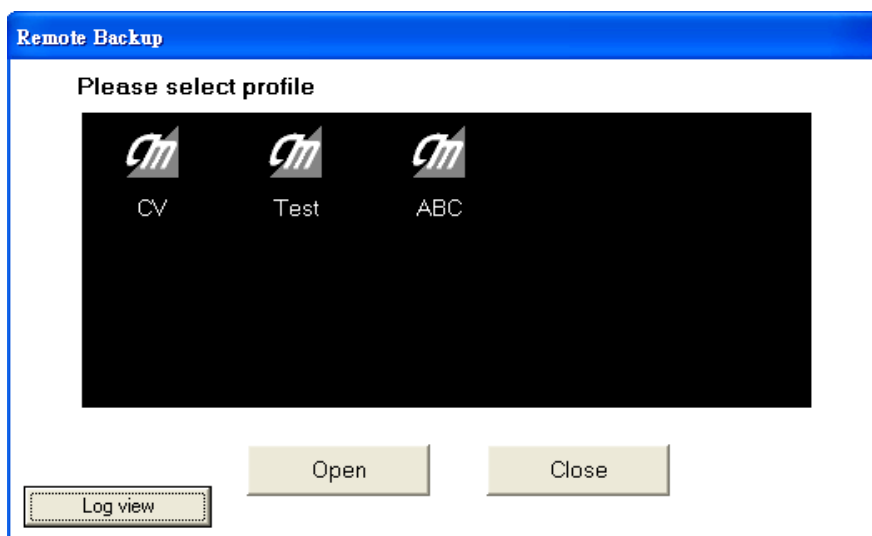 Remote Backup
Please select profile
CV Test ABC
Open Close
Log view